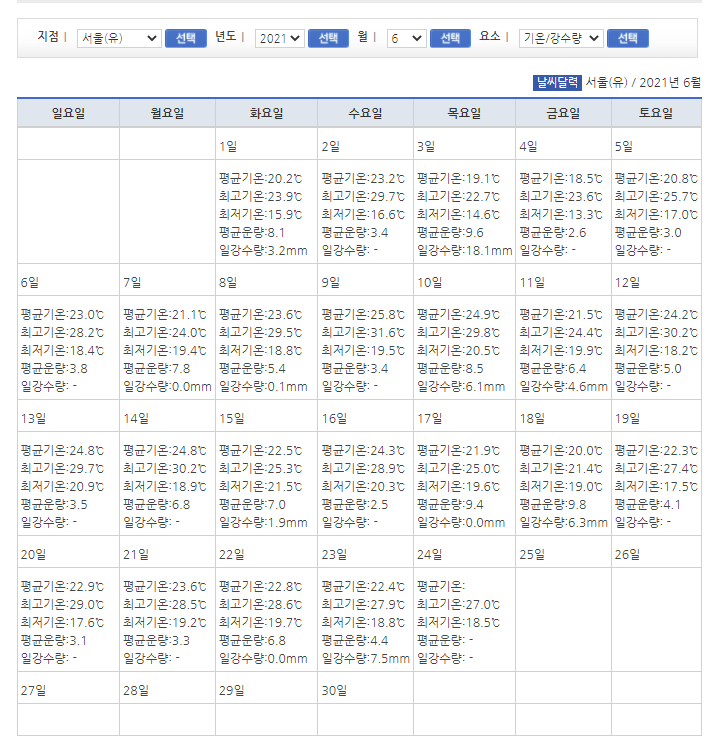 지점 | 서울(유) 선택 년도 | 2021 선택 월 | 6 선택 요소 | 기온/강수량 선택
날씨달력 서울(유) / 2021년 6월
일요일 월요일 화요일 수요일 목요일 금요일 토요일
1일 2일 3일 4일 5일
평균기온:20.2℃ 평균기온:23.2℃ 평균기온:19.1℃ 평균기온:18.5℃ 평균기온:20.8℃
최고기온:23.9℃ 최고기온:29.7℃ 최고기온:22.7℃ 최고기온:23.6℃ 최고기온:25.7℃
최저기온:15.9℃ 최저기온:16.6℃ 최저기온:14.6℃ 최저기온:13.3℃ 최저기온:17.0℃
평균운량:8.1 평균운량:3.4 평균운량:9.6 평균운량:2.6 평균운량:3.0
일강수량:3.2mm 일강수량: - 일강수량:18.1mm 일강수량: - 일강수량: -
6일 7일 8일 9일 10일 11일 12일
평균기온:23.0℃ 평균기온:21.1℃ 평균기온:23.6℃ 평균기온:25.8℃ 평균기온:24.9℃ 평균기온:21.5℃ 평균기온:24.2℃
최고기온:28.2℃ 최고기온:24.0℃ 최고기온:29.5℃ 최고기온:31.6℃ 최고기온:29.8℃ 최고기온:24.4℃ 최고기온:30.2℃
최저기온:18.4℃ 최저기온:19.4℃ 최저기온:18.8℃ 최저기온:19.5℃ 최저기온:20.5℃ 최저기온:19.9℃ 최저기온:18.2℃
평균운량:3.8 평균운량:7.8 평균운량:5.4 평균운량:3.4 평균운량:8.5 평균운량:6.4 평균운량:5.0
일강수량: - 일강수량:0.0mm 일강수량:0.1mm 일강수량: - 일강수량:6.1mm 일강수량:4.6mm 일강수량: -
13일 14일 15일 16일 17일 18일 19일
평균기온:24.8℃ 평균기온:24.8℃ 평균기온:22.5℃ 평균기온:24.3℃ 평균기온:21.9℃ 평균기온:20.0℃ 평균기온:22.3℃
최고기온:29.7℃ 최고기온:30.2℃ 최고기온:25.3℃ 최고기온:28.9℃ 최고기온:25.0℃ 최고기온:21.4℃ 최고기온:27.4℃
최저기온:20.9℃ 최저기온:18.9℃ 최저기온:21.5℃ 최저기온:20.3℃ 최저기온:19.6℃ 최저기온:19.0℃ 최저기온:17.5℃
평균운량:3.5 평균운량:6.8 평균운량:7.0 평균운량:2.5 평균운량:9.4 평균운량:9.8 평균운량:4.1
일강수량: - 일강수량: - 일강수량:1.9mm 일강수량: - 일강수량:0.0mm 일강수량:6.3mm 일강수량: -
20일 21일 22일 23일 24일 25일 26일
평균기온:22.9℃ 평균기온:23.6℃ 평균기온:22.8℃ 평균기온:22.4℃ 평균기온:
최고기온:29.0℃ 최고기온:28.5℃ 최고기온:28.6℃ 최고기온:27.9℃ 최고기온:27.0℃
최저기온:17.6℃ 최저기온:19.2℃ 최저기온:19.7℃ 최저기온:18.8℃ 최저기온:18.5℃
평균운량:3.1 평균운량:3.3 평균운량:6.8 평균운량:4.4 평균운량: -
일강수량: - 일강수량: - 일강수량:0.0mm 일강수량:7.5mm 일강수량: -
27일 28일 29일 30일